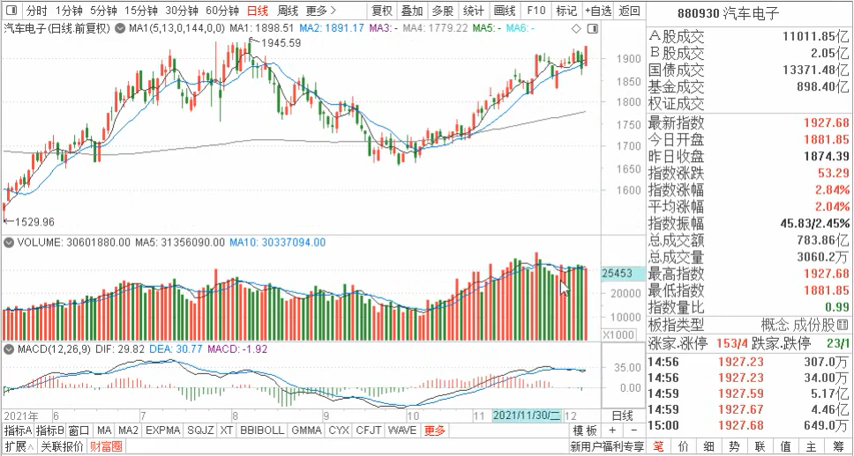 分时 1分钟 5分钟 15分钟 30分钟 60分钟 日线 周线 更多 > 复权 叠加 多股 统计 画线 F10 标记 +自选 返回
汽车电子(日线.前复权) MA1(5,13,0,144,0,0) MA1: 1898.51 MA2: 1891.17 MA3: - MA4: 1779.22 MA5: - MA6: -
1945.59
1900
1850
1800
1750
1700
1650
1600
1529.96
VOLUME: 30601880.00 MA5: 31356090.00 MA10: 30337094.00
25453
20000
10000
X1000
MACD(12,26,9) DIF: 29.82 DEA: 30.77 MACD: -1.92
35.00
0.00
2021年 6 7 8 9 10 11 2021/11/30/二 12 日线
指标A 指标B 窗口 MA MA2 EXPMA SQJZ XT BBIBOLL GMMA CYX CFJT WAVE 更多 模板 + -
扩展∧ 关联报价 财富圈 新用户福利专享
880930 汽车电子
A股成交 11011.85亿
B股成交 2.05亿
国债成交 13371.48亿
基金成交 898.40亿
权证成交
最新指数 1927.68
今日开盘 1881.85
昨日收盘 1874.39
指数涨跌 53.29
指数涨幅 2.84%
平均涨幅 2.04%
指数振幅 45.83/2.45%
总成交额 783.86亿
总成交量 3060.2万
最高指数 1927.68
最低指数 1881.85
指数量比 0.99
板指类型 概念 成份股
涨家.涨停 153/4 跌家.跌停 23/1
14:56 1927.23 307.0万
14:56 1927.23 34.00万
14:59 1927.59 5.17亿
14:59 1927.67 4.46亿
15:00 1927.68 649.0万
笔 价 细 势 联 值 主 筹